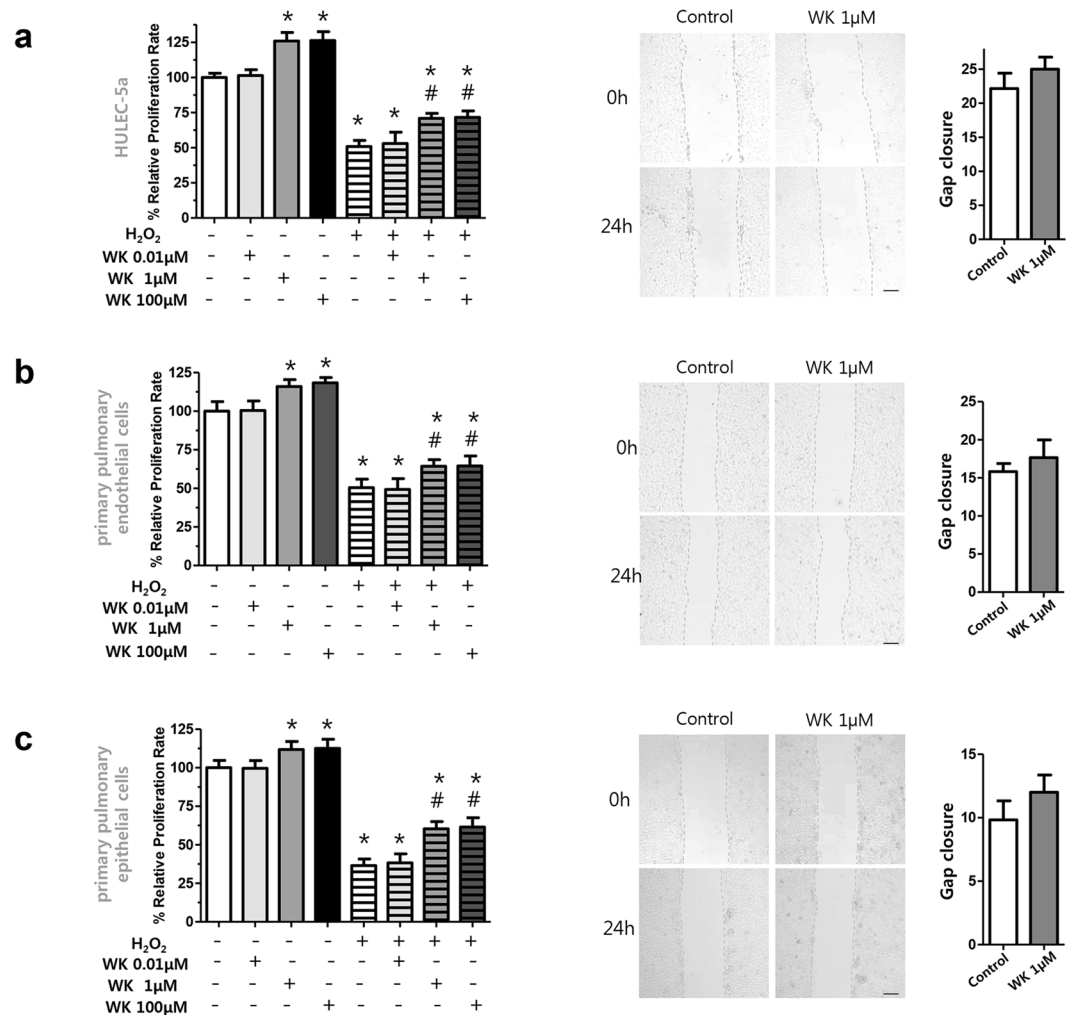 a
HULEC-5a
% Relative Proliferation Rate
125
100
75
50
25
0
* * * * * *
# #
H₂O₂ - - - - + + + +
WK 0.01μM - + - - - + - -
WK 1μM - - + - - - + -
WK 100μM - - - + - - - +
Control WK 1μM
0h
24h
Gap closure
25
20
15
10
5
0
Control WK 1μM
b
primary pulmonary
endothelial cells
% Relative Proliferation Rate
125
100
75
50
25
0
* * * * * *
# #
H₂O₂ - - - - + + + +
WK 0.01μM - + - - - + - -
WK 1μM - - + - - - + -
WK 100μM - - - + - - - +
Control WK 1μM
0h
24h
Gap closure
25
20
15
10
5
0
Control WK 1μM
c
primary pulmonary
epithelial cells
% Relative Proliferation Rate
125
100
75
50
25
0
* * * * * *
# #
H₂O₂ - - - - + + + +
WK 0.01μM - + - - - + - -
WK 1μM - - + - - - + -
WK 100μM - - - + - - - +
Control WK 1μM
0h
24h
Gap closure
15
10
5
0
Control WK 1μM